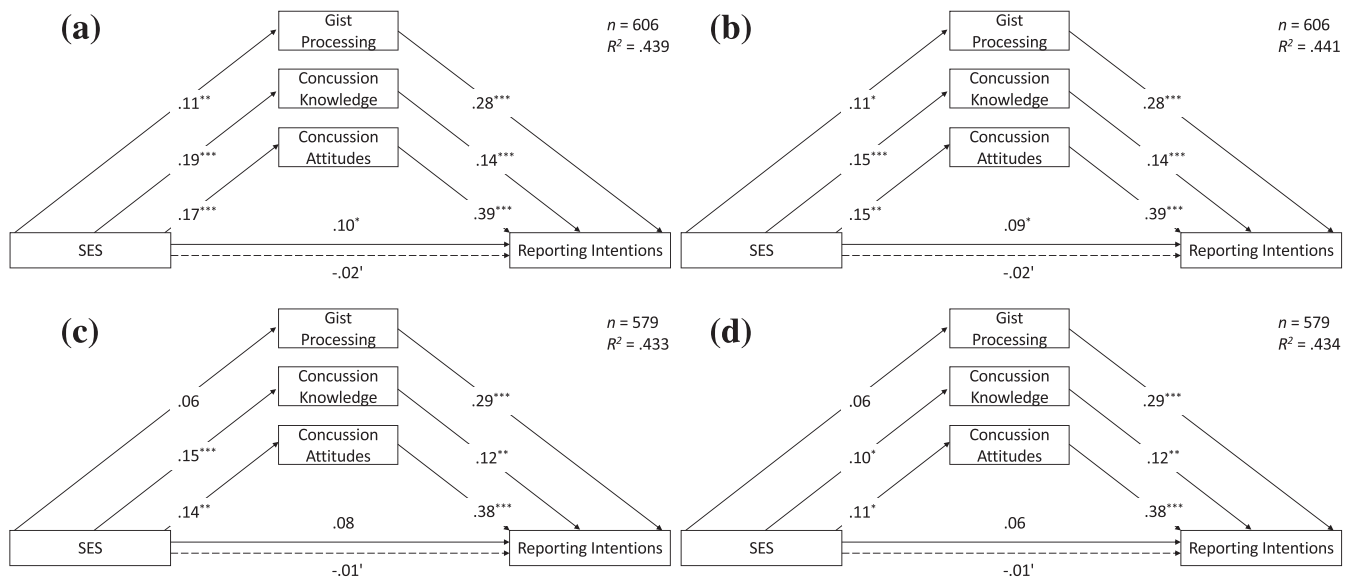 (a)
Gist
Processing
n = 606
R² = .439
Concussion
Knowledge
.11**
.28***
Concussion
Attitudes
.19***
.14***
.17***
.10*
.39***
SES
Reporting Intentions
-.02'
(b)
Gist
Processing
n = 606
R² = .441
Concussion
Knowledge
.11*
.28***
Concussion
Attitudes
.15***
.14***
.15**
.09*
.39***
SES
Reporting Intentions
-.02'
(c)
Gist
Processing
n = 579
R² = .433
Concussion
Knowledge
.06
.29***
Concussion
Attitudes
.15***
.12**
.14**
.08
.38***
SES
Reporting Intentions
-.01'
(d)
Gist
Processing
n = 579
R² = .434
Concussion
Knowledge
.06
.29***
Concussion
Attitudes
.10*
.12**
.11*
.06
.38***
SES
Reporting Intentions
-.01'